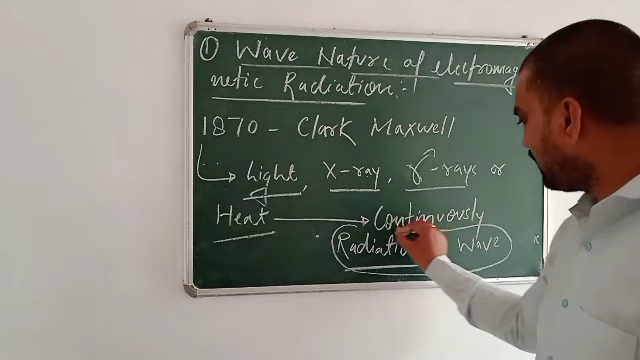 ① Wave Nature of electromag
netic Radiation:-
1870 - Clark Maxwell
→ light, X-ray, γ-rays or
Heat → Continuously
Wave